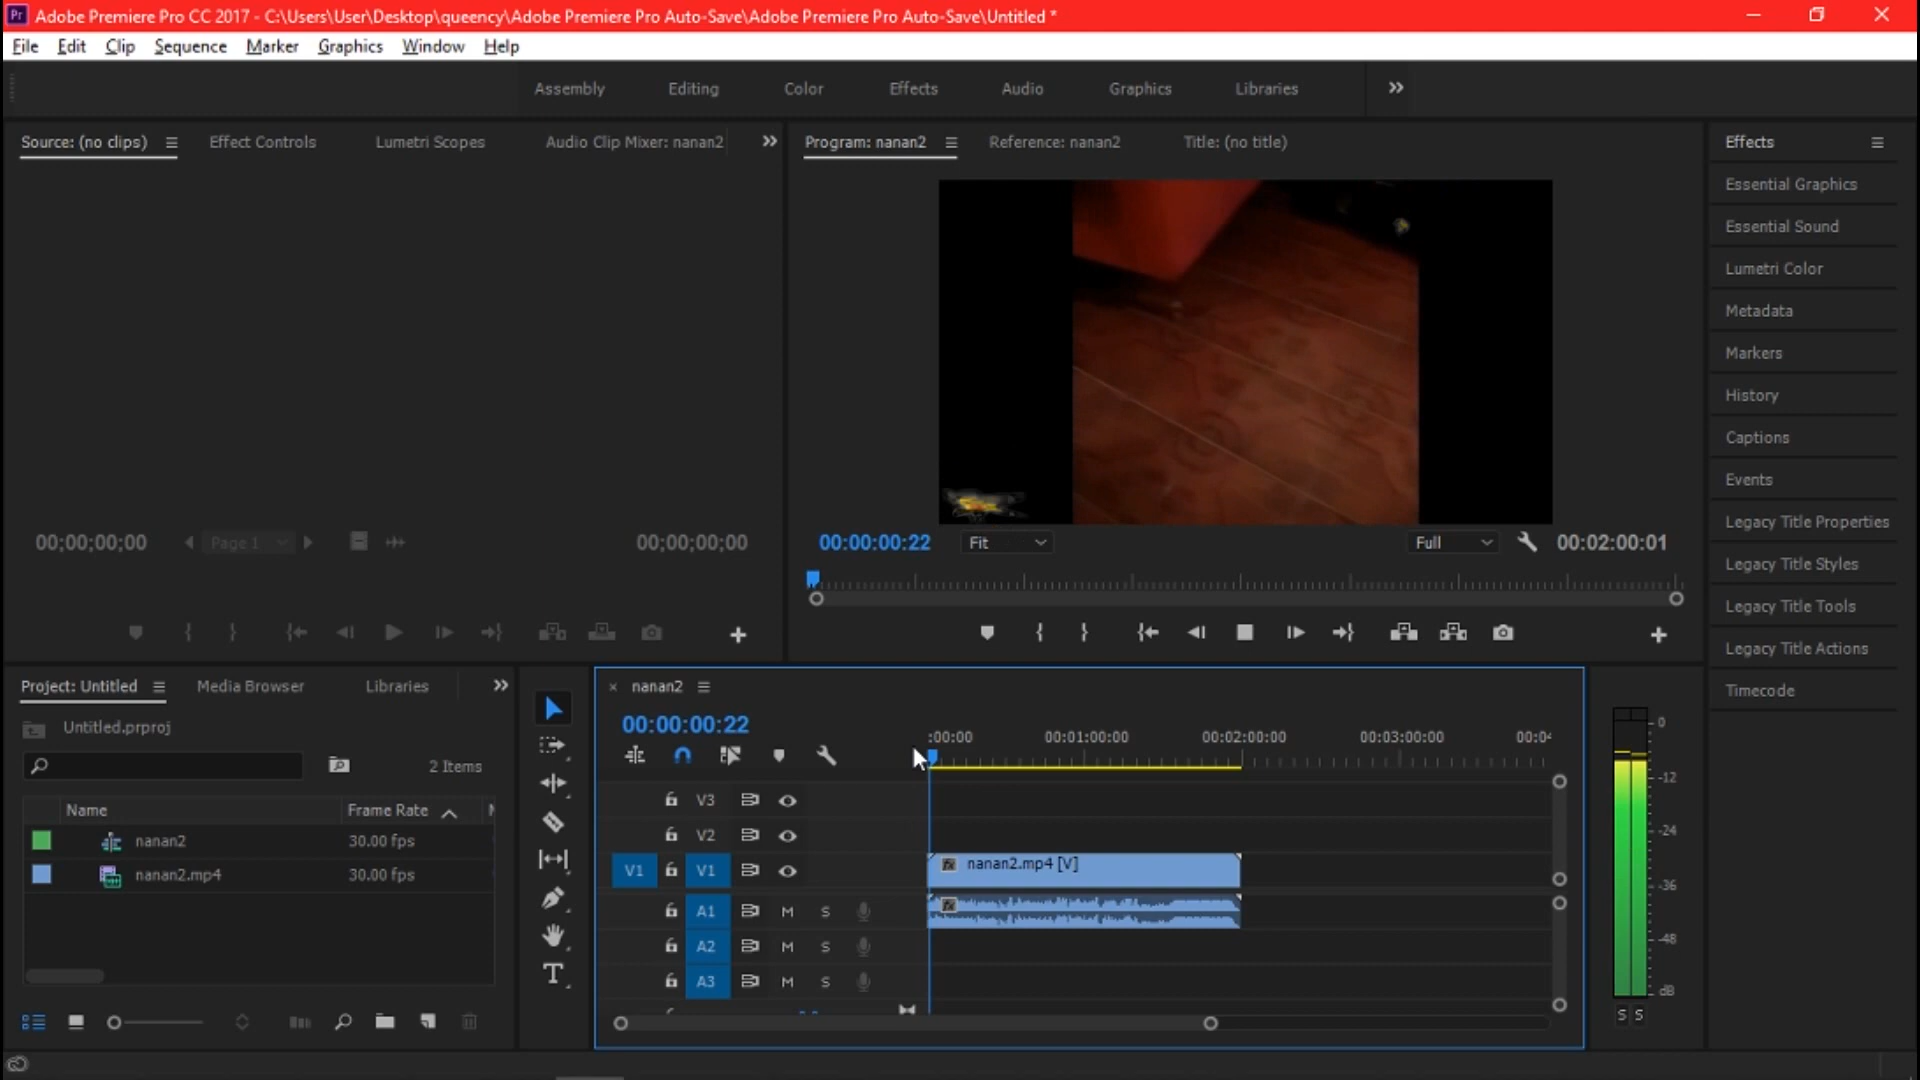 Adobe Premiere Pro CC 2017 - C:\Users\User\Desktop\queency\Adobe Premiere Pro Auto-Save\Adobe Premiere Pro Auto-Save\Untitled *
File Edit Clip Sequence Marker Graphics Window Help
Assembly Editing Color Effects Audio Graphics Libraries
Source: (no clips) Effect Controls Lumetri Scopes Audio Clip Mixer: nanan2
Program: nanan2 Reference: nanan2 Title: (no title)
00;00;00;00 Page 1 00;00;00;00
00:00:00:22 Fit Full 00:02:00:01
Effects
Essential Graphics
Essential Sound
Lumetri Color
Metadata
Markers
History
Captions
Events
Legacy Title Properties
Legacy Title Styles
Legacy Title Tools
Legacy Title Actions
Timecode
Project: Untitled Media Browser Libraries
Untitled.prproj
2 Items
Name Frame Rate
nanan2 30.00 fps
nanan2.mp4 30.00 fps
nanan2
00:00:00:22
:00:00 00:01:00:00 00:02:00:00 00:03:00:00 00:04
V3
V2
V1 V1 nanan2.mp4 [V]
A1 M S
A2 M S
A3 M S
0
-12
-24
-36
-48
dB
S S